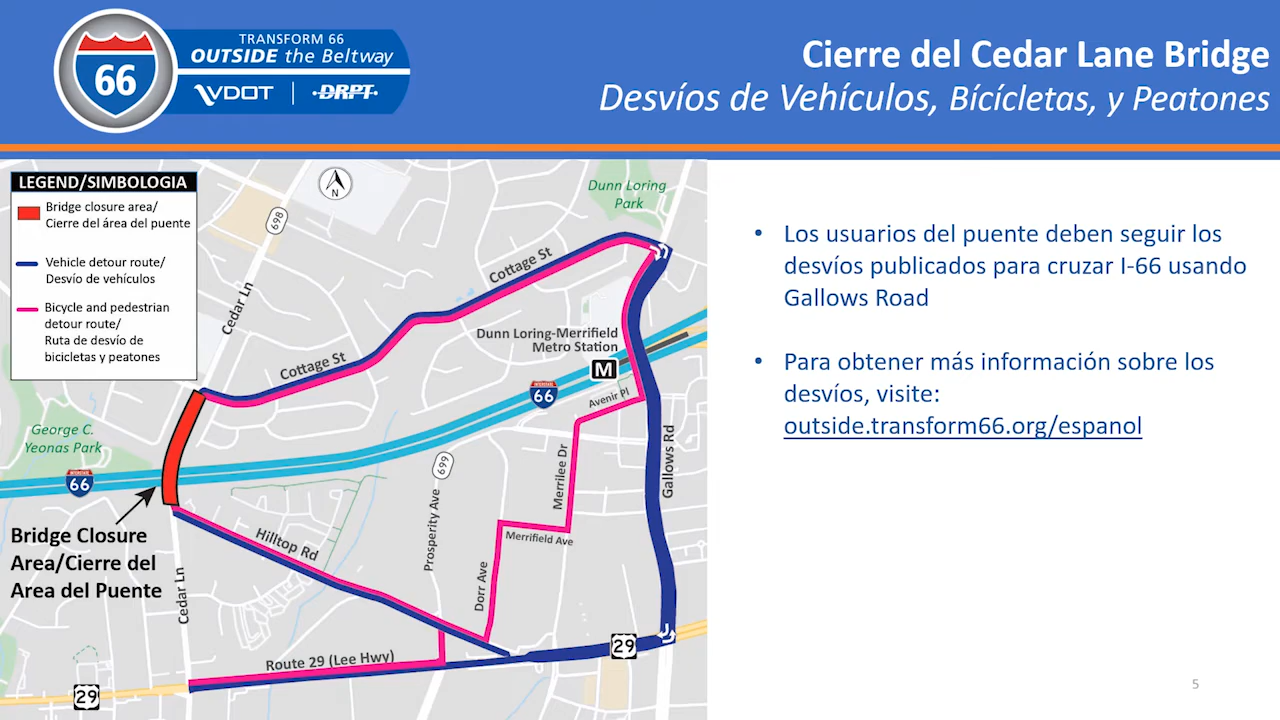 TRANSFORM 66
OUTSIDE the Beltway
66
VDOT
DRPT
Cierre del Cedar Lane Bridge
Desvíos de Vehículos, Bícícletas, y Peatones
LEGEND/SIMBOLOGIA
Bridge closure area/
Cierre del área del puente
Vehicle detour route/
Desvío de vehículos
Bicycle and pedestrian
detour route/
Ruta de desvío de
bicicletas y peatones
N
698
Dunn Loring
Park
Cedar Ln
Cottage St
Dunn Loring-Merrifield
Metro Station
M
Cottage St
INTERSTATE
66
Avenir Pl
George C.
Yeonas Park
INTERSTATE
66
699
Gallows Rd
Merrilee Dr
Prosperity Ave
Bridge Closure
Area/Cierre del
Area del Puente
Hilltop Rd
Merrifield Ave
Cedar Ln
Dorr Ave
29
Route 29 (Lee Hwy)
29
• Los usuarios del puente deben seguir los
desvíos publicados para cruzar I-66 usando
Gallows Road
• Para obtener más información sobre los
desvíos, visite:
outside.transform66.org/espanol
5